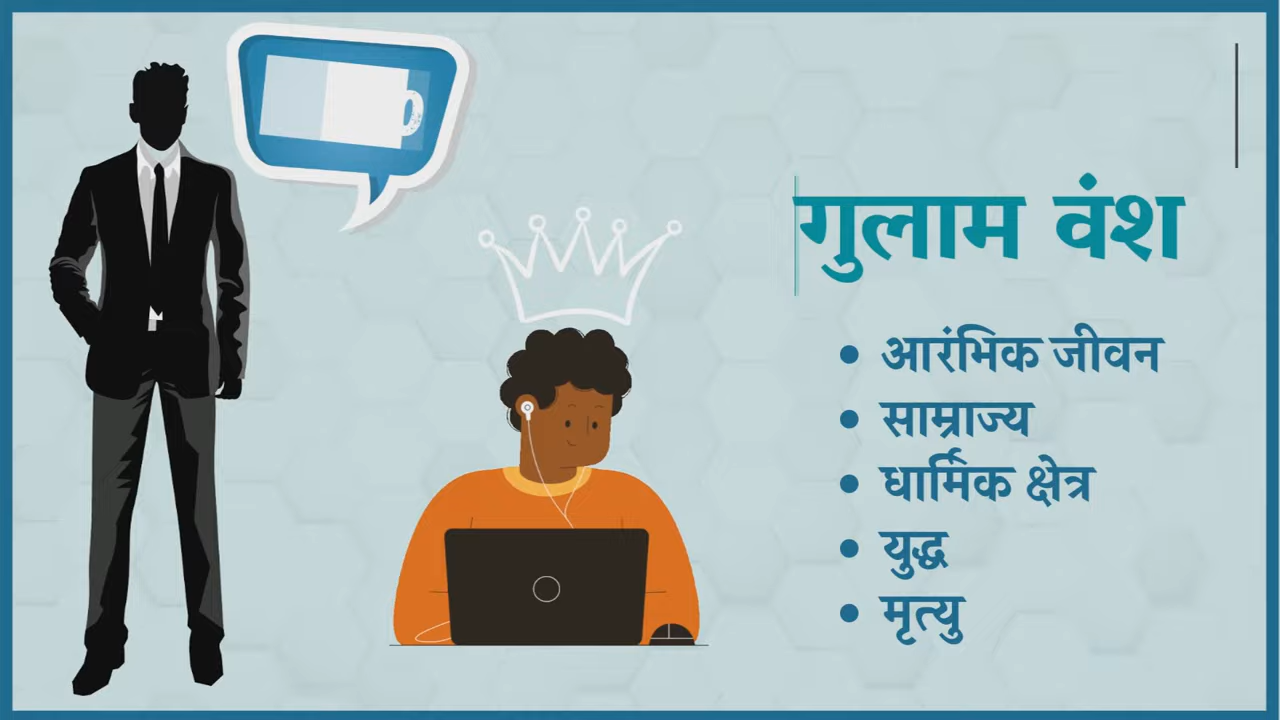 गुलाम वंश
आरंभिक जीवन
साम्राज्य
धार्मिक क्षेत्र
युद्ध
मृत्यु